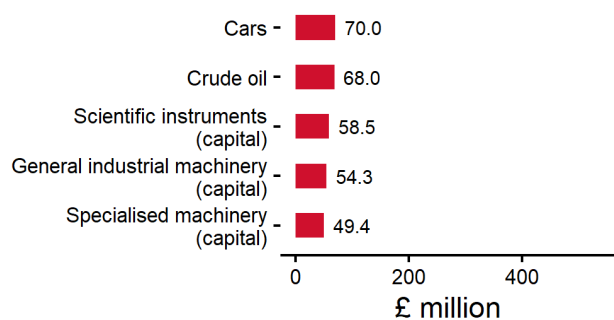 Cars 70.0
Crude oil 68.0
Scientific instruments
(capital) 58.5
General industrial machinery
(capital) 54.3
Specialised machinery
(capital) 49.4
0 200 400
£ million